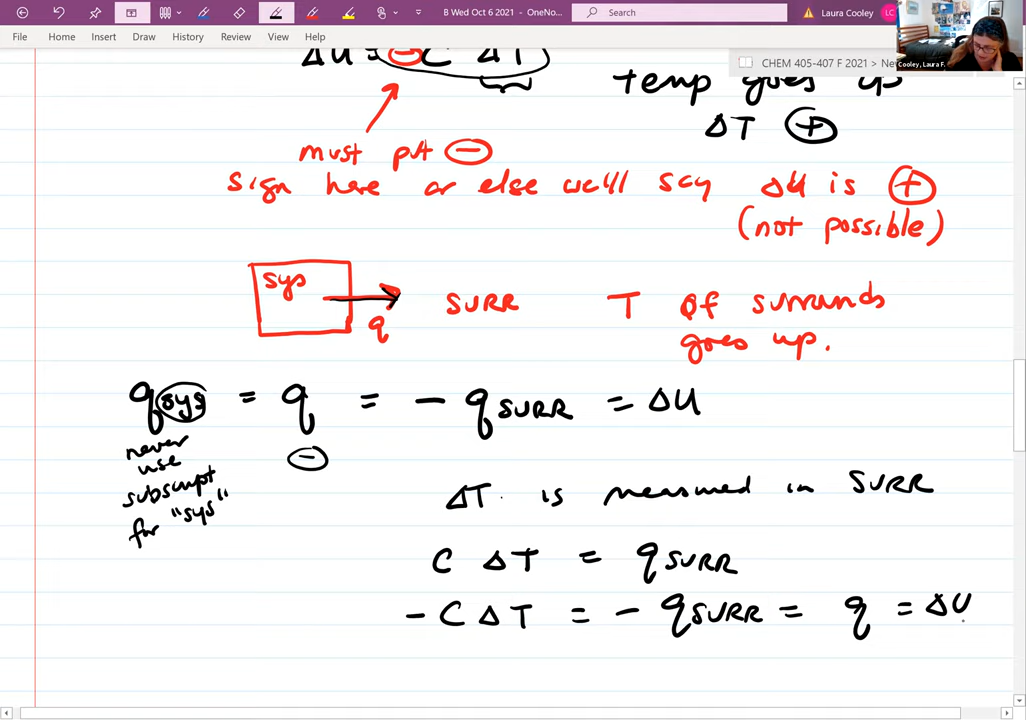 B Wed Oct 6 2021 - OneNo...
Search
Laura Cooley
LC
File Home Insert Draw History Review View Help
Cooley, Laura F.
CHEM 405-407 F 2021 >
ΔU = - C ΔT
temp goes up
ΔT +
must put -
sign here or else we'll say ΔU is +
(not possible)
sys
q
SURR
T of surrounds
goes up.
qsys = q = - qSURR = ΔU
-
never
use
subscript
for "sys"
ΔT is measured in SURR
C ΔT = qSURR
- C ΔT = - qSURR = q = ΔU